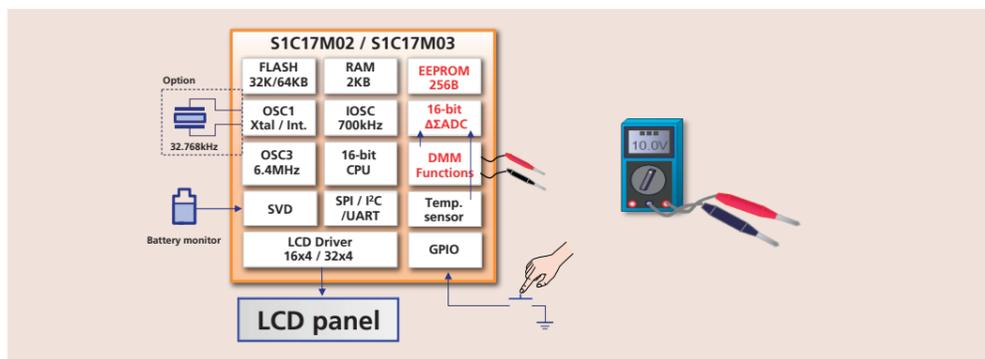 S1C17M02 / S1C17M03
FLASH
32K/64KB
RAM
2KB
EEPROM
256B
Option
OSC1
Xtal / Int.
IOSC
700kHz
16-bit
ΔΣADC
32.768kHz
OSC3
6.4MHz
16-bit
CPU
DMM
Functions
SVD
SPI / I²C
/UART
Temp.
sensor
Battery monitor
LCD Driver
16x4 / 32x4
GPIO
LCD panel
10.0V